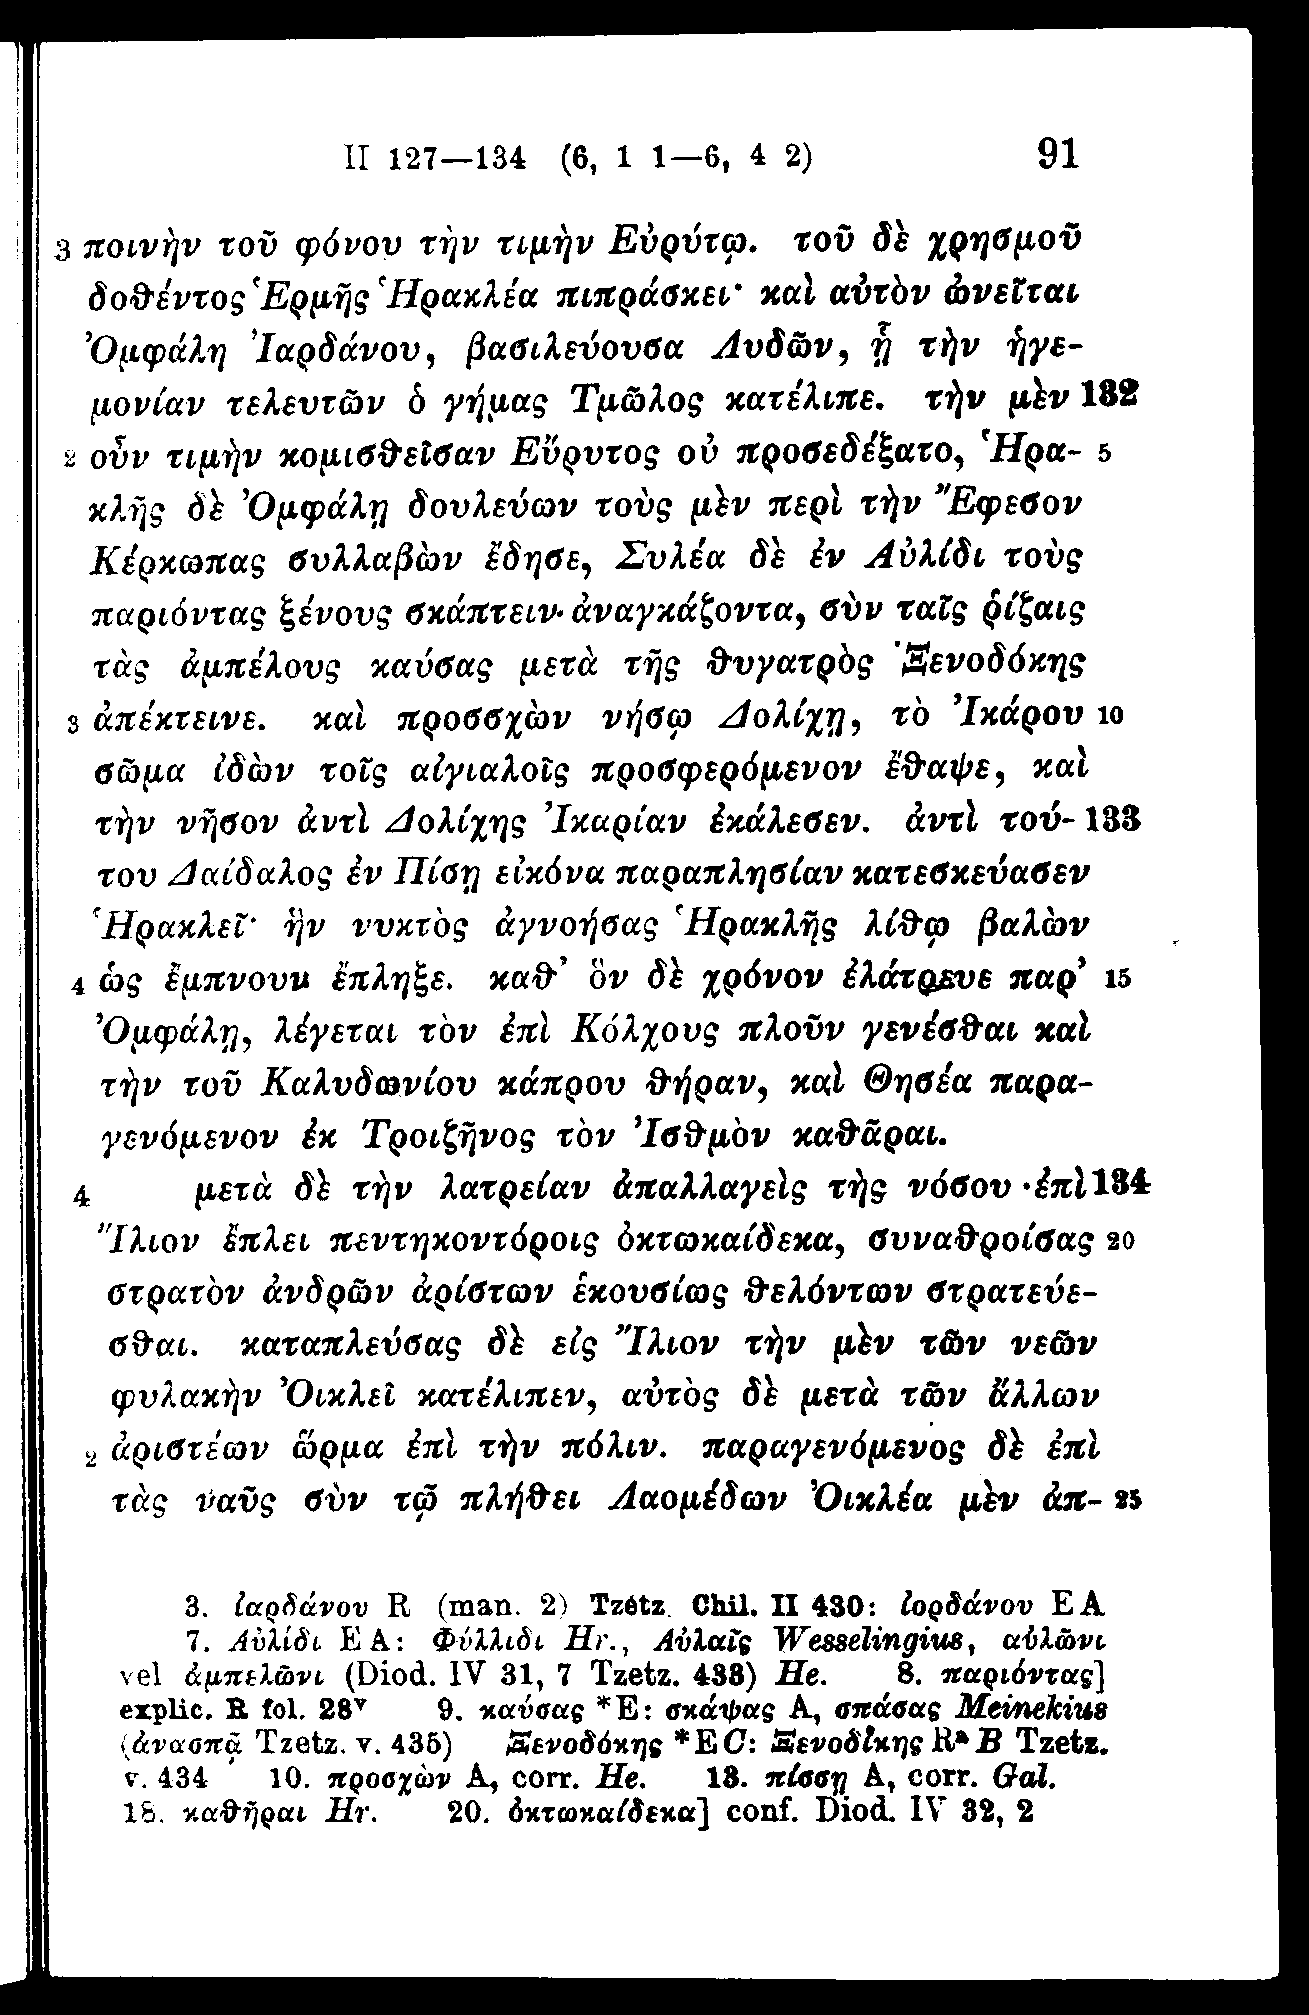 II 127—134 (6, 1 1—6, 4 2) 91
3 ποινὴν τοῦ φόνου τὴν τιμὴν Εὐρύτῳ. τοῦ δὲ χρησμοῦ
δοθέντος Ἑρμῆς Ἡρακλέα πιπράσκει· καὶ αὐτὸν ὠνεῖται
Ὀμφάλη Ἰαρδάνου, βασιλεύουσα Λυδῶν, ᾗ τὴν ἡγε-
μονίαν τελευτῶν ὁ γήμας Τμῶλος κατέλιπε. τὴν μὲν 132
2 οὖν τιμὴν κομισθεῖσαν Εὔρυτος οὐ προσεδέξατο, Ἡρα- 5
κλῆς δὲ Ὀμφάλῃ δουλεύων τοὺς μὲν περὶ τὴν Ἔφεσον
Κέρκωπας συλλαβὼν ἔδησε, Συλέα δὲ ἐν Αὐλίδι τοὺς
παριόντας ξένους σκάπτειν ἀναγκάζοντα, σὺν ταῖς ῥίζαις
τὰς ἀμπέλους καύσας μετὰ τῆς θυγατρὸς Ξενοδόκης
3 ἀπέκτεινε. καὶ προσσχὼν νήσῳ Δολίχῃ, τὸ Ἰκάρου 10
σῶμα ἰδὼν τοῖς αἰγιαλοῖς προσφερόμενον ἔθαψε, καὶ
τὴν νῆσον ἀντὶ Δολίχης Ἰκαρίαν ἐκάλεσεν. ἀντὶ τού- 133
του Δαίδαλος ἐν Πίσῃ εἰκόνα παραπλησίαν κατεσκεύασεν
Ἡρακλεῖ· ἣν νυκτὸς ἀγνοήσας Ἡρακλῆς λίθῳ βαλὼν
4 ὡς ἔμπνουν ἔπληξε. καθ’ ὃν δὲ χρόνον ἐλάτρευε παρ’ 15
Ὀμφάλῃ, λέγεται τὸν ἐπὶ Κόλχους πλοῦν γενέσθαι καὶ
τὴν τοῦ Καλυδωνίου κάπρου θήραν, καὶ Θησέα παρα-
γενόμενον ἐκ Τροιζῆνος τὸν Ἰσθμὸν καθᾶραι.
4 μετὰ δὲ τὴν λατρείαν ἀπαλλαγεὶς τῆς νόσου ἐπὶ 134
Ἴλιον ἔπλει πεντηκοντόροις ὀκτωκαίδεκα, συναθροίσας 20
στρατὸν ἀνδρῶν ἀρίστων ἑκουσίως θελόντων στρατεύε-
σθαι. καταπλεύσας δὲ εἰς Ἴλιον τὴν μὲν τῶν νεῶν
φυλακὴν Ὀικλεῖ κατέλιπεν, αὐτὸς δὲ μετὰ τῶν ἄλλων
2 ἀριστέων ὥρμα ἐπὶ τὴν πόλιν. παραγενόμενος δὲ ἐπὶ
τὰς ναῦς σὺν τῷ πλήθει Λαομέδων Ὀικλέα μὲν ἀπ- 25
3. ἰαρδάνου R (man. 2) Tzetz. Chil. II 430: ἰορδάνου E A
7. Αὐλίδι E A: Φύλλιδι Hr., Αὐλαῖς Wesselingius, αὐλῶνι
vel ἀμπελῶνι (Diod. IV 31, 7 Tzetz. 433) He. 8. παριόντας]
explic. R fol. 28ᵛ 9. καύσας *E: σκάψας A, σπάσας Meinekius
(ἀνασπᾷ Tzetz. v. 435) Ξενοδόκης *E C: Ξενοδίκης Rᵃ B Tzetz.
v. 434 10. προσχὼν A, corr. He. 13. πίσσῃ A, corr. Gal.
18. καθῆραι Hr. 20. ὀκτωκαίδεκα] conf. Diod. IV 32, 2